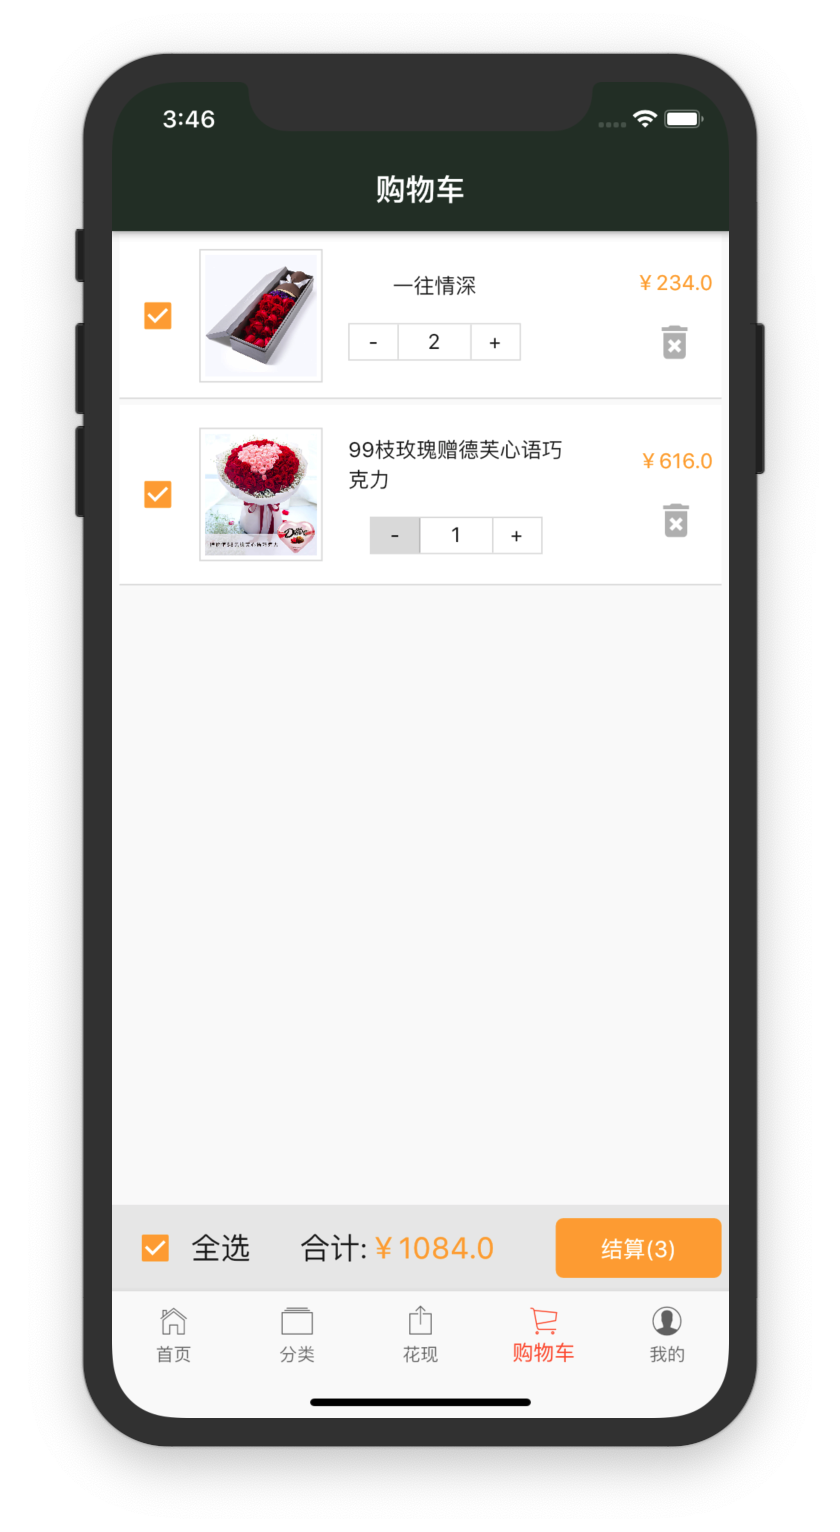 3:46
购物车
一往情深
￥234.0
- 2 +
99枝玫瑰赠德芙心语巧
克力
￥616.0
Dove
- 1 +
全选 合计:￥1084.0 结算(3)
首页 分类 花现 购物车 我的